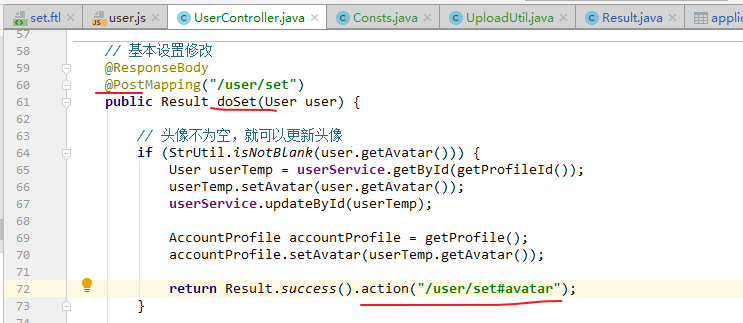 set.ftl user.js UserController.java Consts.java UploadUtil.java Result.java applic
57
58 // 基本设置修改
59 @ResponseBody
60 @PostMapping("/user/set")
61 public Result doSet(User user) {
62
63 // 头像不为空，就可以更新头像
64 if (StrUtil.isNotBlank(user.getAvatar())) {
65 User userTemp = userService.getById(getProfileId());
66 userTemp.setAvatar(user.getAvatar());
67 userService.updateById(userTemp);
68
69 AccountProfile accountProfile = getProfile();
70 accountProfile.setAvatar(userTemp.getAvatar());
71
72 return Result.success().action("/user/set#avatar");
73 }